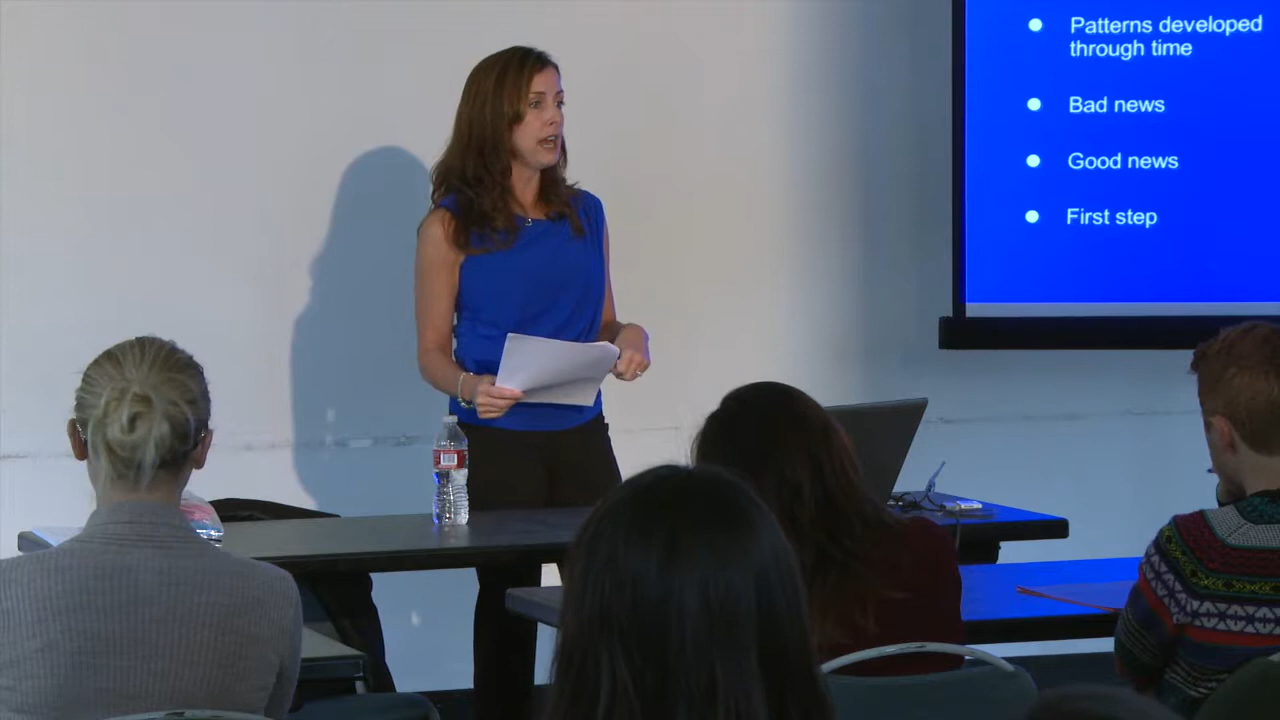 Patterns developed
through time
Bad news
Good news
First step